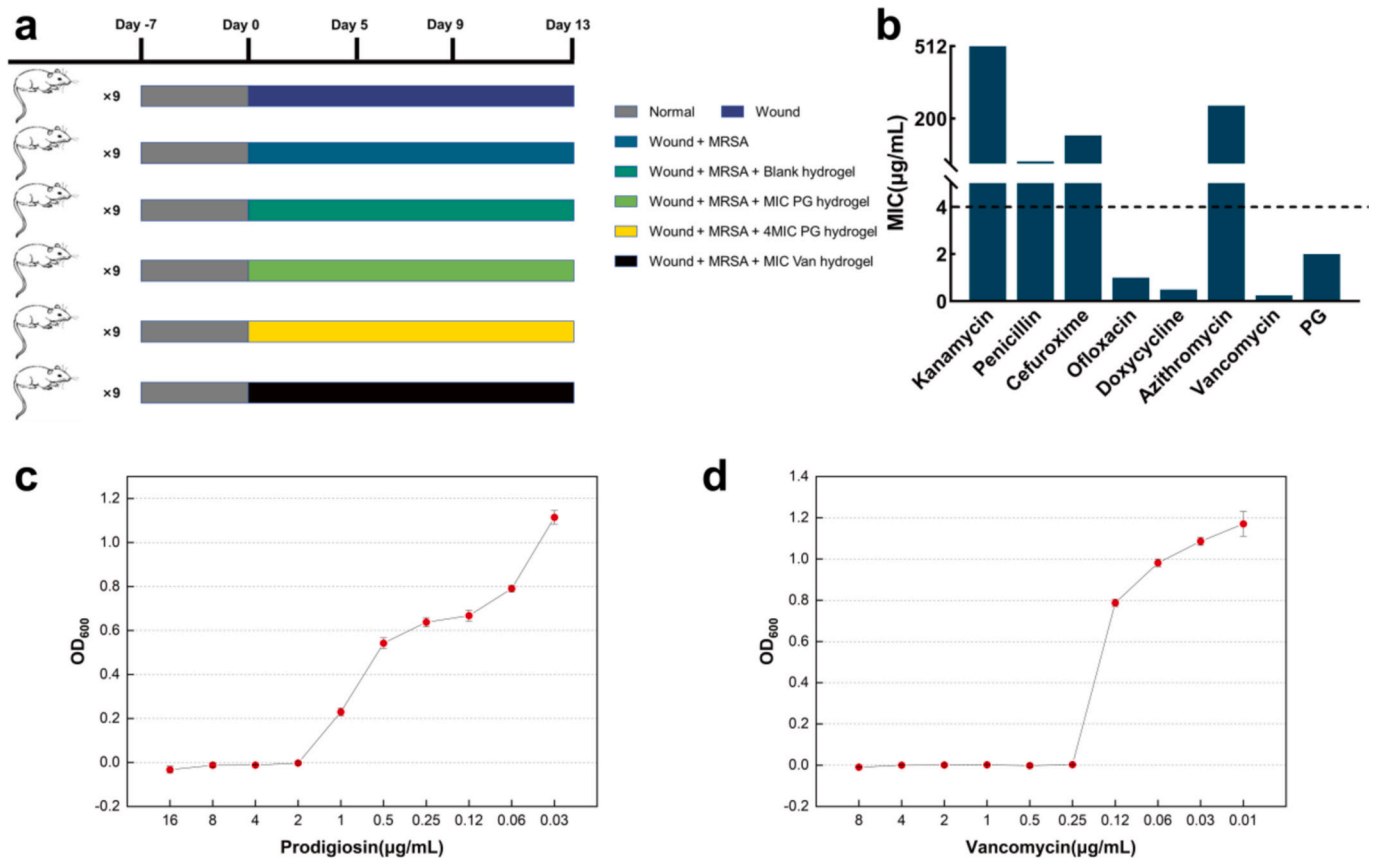 a
Day -7 Day 0 Day 5 Day 9 Day 13
×9
×9
×9
×9
×9
×9
Normal Wound
Wound + MRSA
Wound + MRSA + Blank hydrogel
Wound + MRSA + MIC PG hydrogel
Wound + MRSA + 4MIC PG hydrogel
Wound + MRSA + MIC Van hydrogel
b
MIC(μg/mL)
512
200
4
2
0
Kanamycin
Penicillin
Cefuroxime
Ofloxacin
Doxycycline
Azithromycin
Vancomycin
PG
c
OD600
1.2
1.0
0.8
0.6
0.4
0.2
0.0
-0.2
16 8 4 2 1 0.5 0.25 0.12 0.06 0.03
Prodigiosin(μg/mL)
d
OD600
1.4
1.2
1.0
0.8
0.6
0.4
0.2
0.0
-0.2
8 4 2 1 0.5 0.25 0.12 0.06 0.03 0.01
Vancomycin(μg/mL)